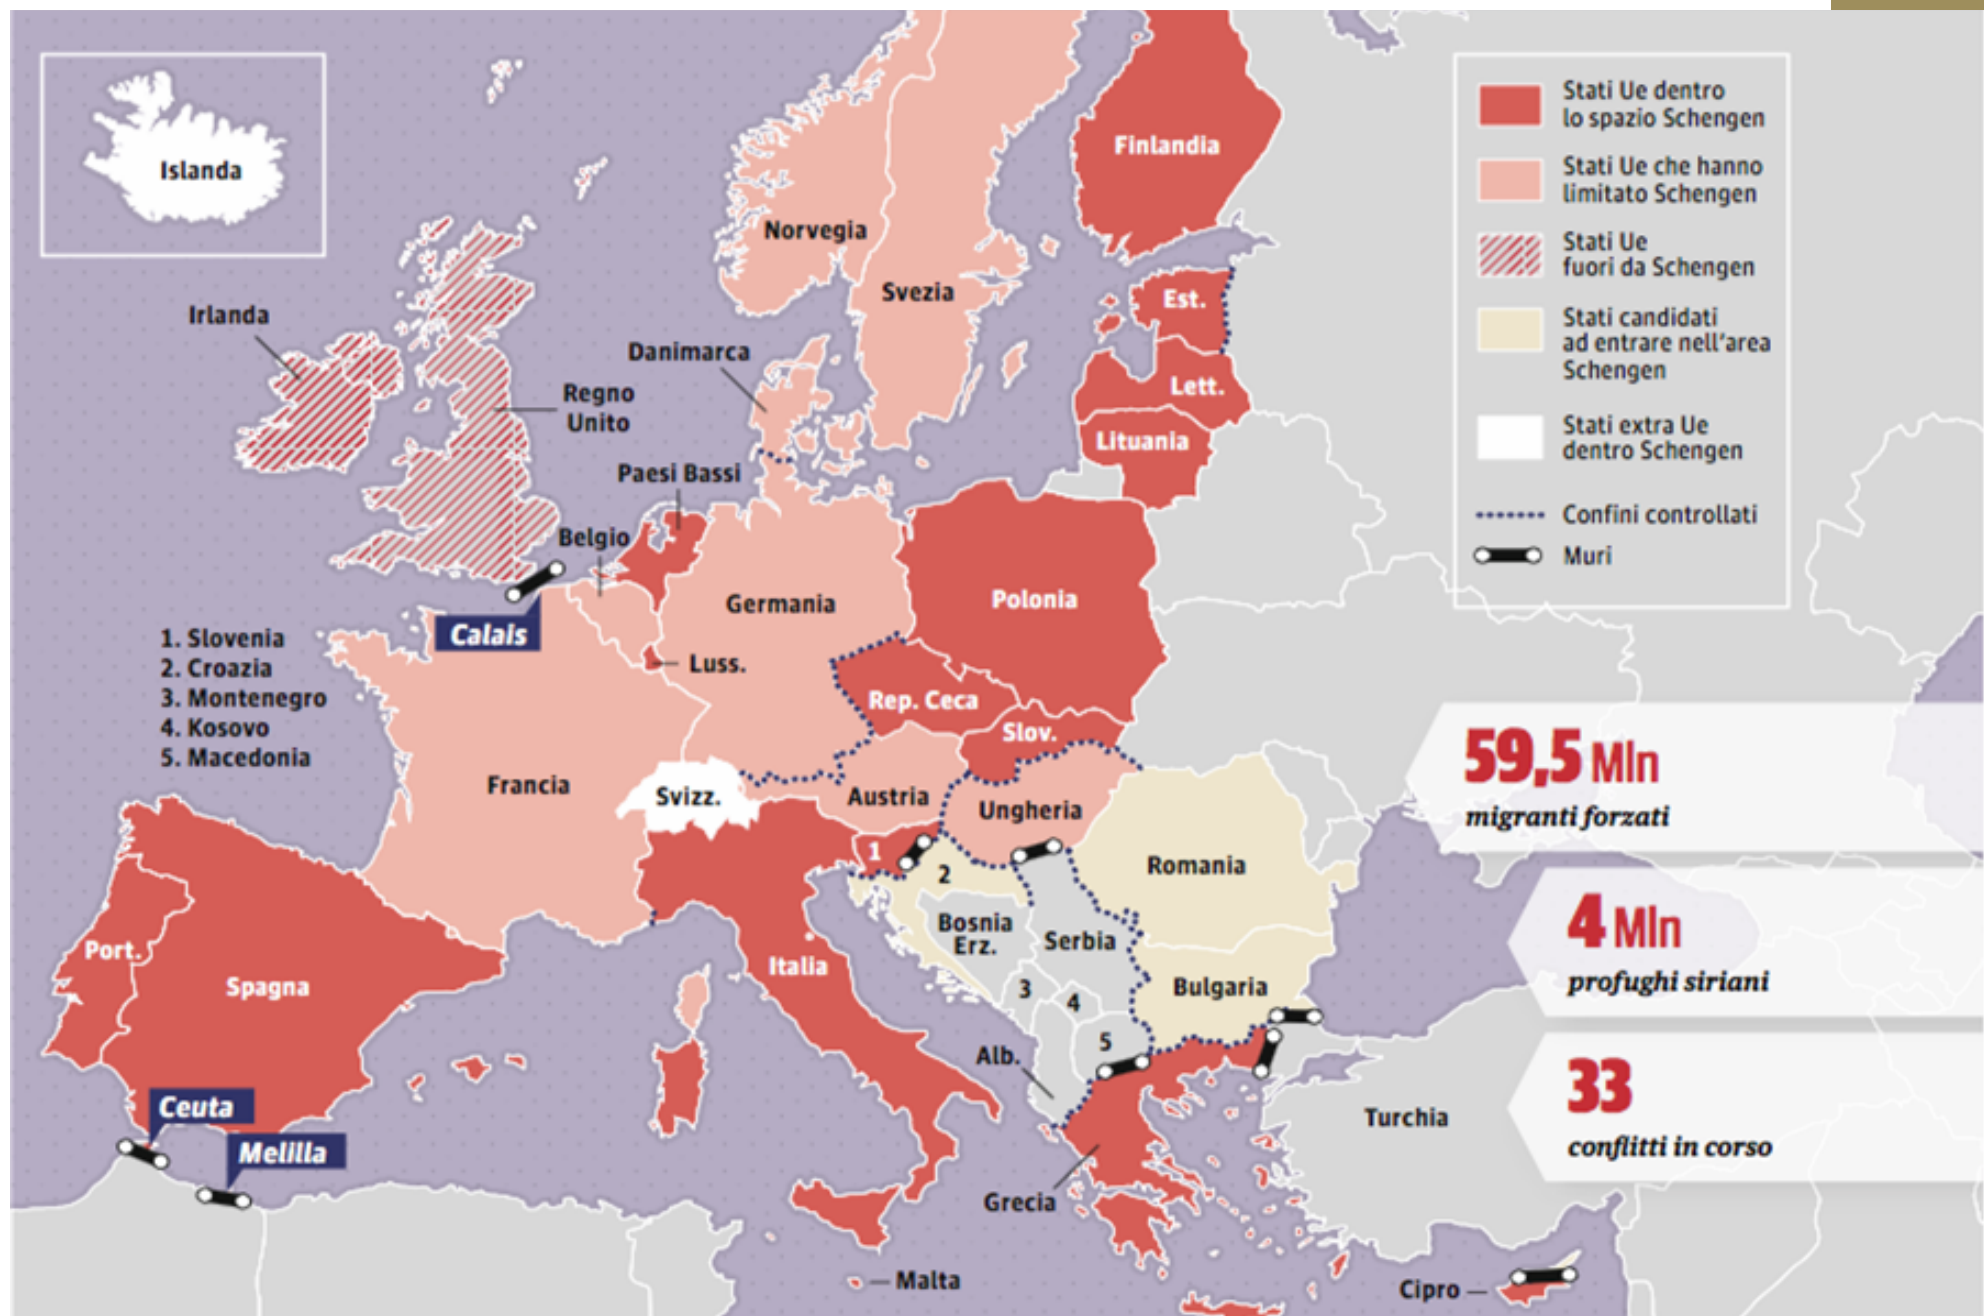 Islanda
Irlanda
Regno
Unito
Norvegia
Svezia
Finlandia
Danimarca
Paesi Bassi
Belgio
Est.
Lett.
Lituania
Germania
Polonia
Calais
Luss.
1. Slovenia
2. Croazia
3. Montenegro
4. Kosovo
5. Macedonia
Rep. Ceca
Slov.
Francia
Svizz.
Austria
Ungheria
1
2
Romania
Port.
Spagna
Italia
Bosnia
Erz.
Serbia
3
4
5
Bulgaria
Alb.
Ceuta
Melilla
Grecia
Turchia
Malta
Cipro
Stati Ue dentro
lo spazio Schengen
Stati Ue che hanno
limitato Schengen
Stati Ue
fuori da Schengen
Stati candidati
ad entrare nell'area
Schengen
Stati extra Ue
dentro Schengen
Confini controllati
Muri
59,5 Mln
migranti forzati
4 Mln
profughi siriani
33
conflitti in corso